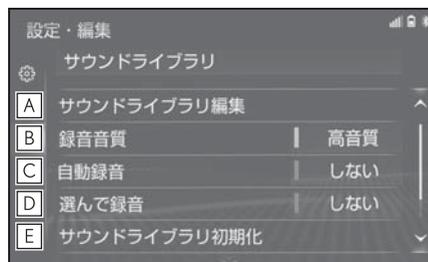 設定・編集
サウンドライブラリ
A サウンドライブラリ編集
B 録音音質 高音質
C 自動録音 しない
D 選んで録音 しない
E サウンドライブラリ初期化